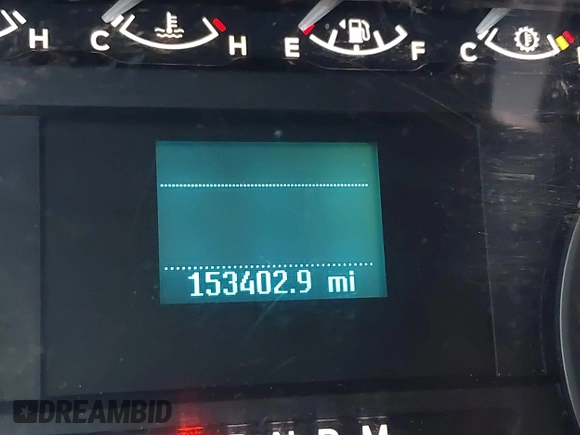 H C H E F C
153402.9 mi
DREAMBID
N D M